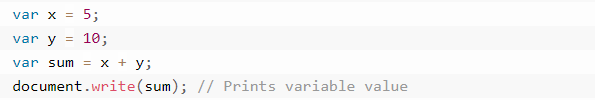 var x = 5;
var y = 10;
var sum = x + y;
document.write(sum); // Prints variable value